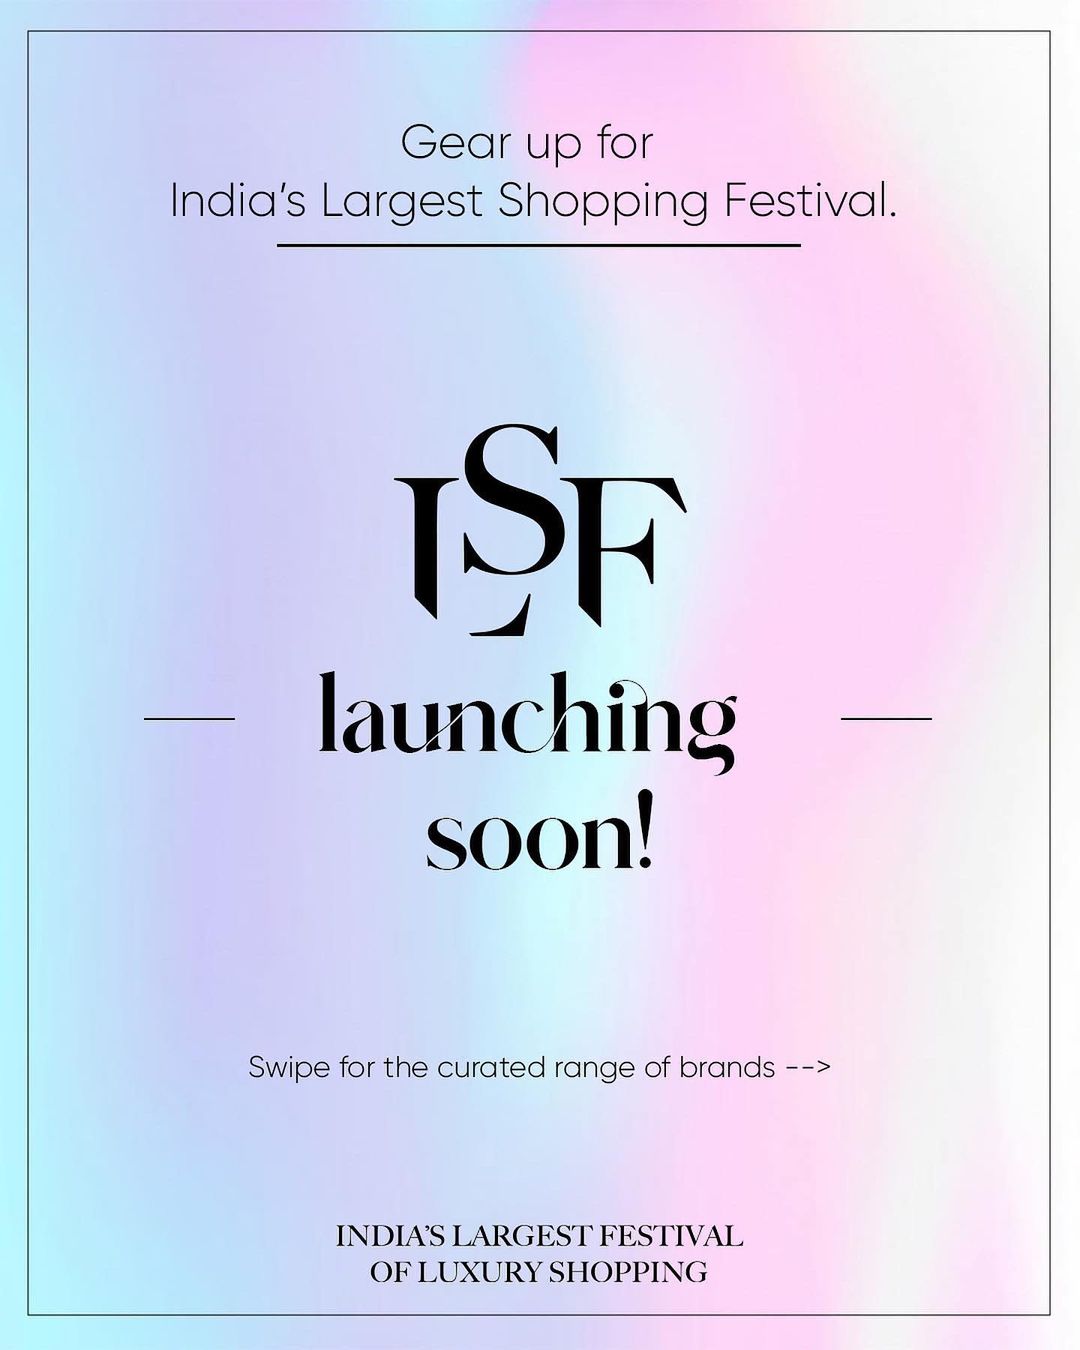 Gear up for
India’s Largest Shopping Festival.
LSF
launching
soon!
Swipe for the curated range of brands -->
INDIA’S LARGEST FESTIVAL
OF LUXURY SHOPPING